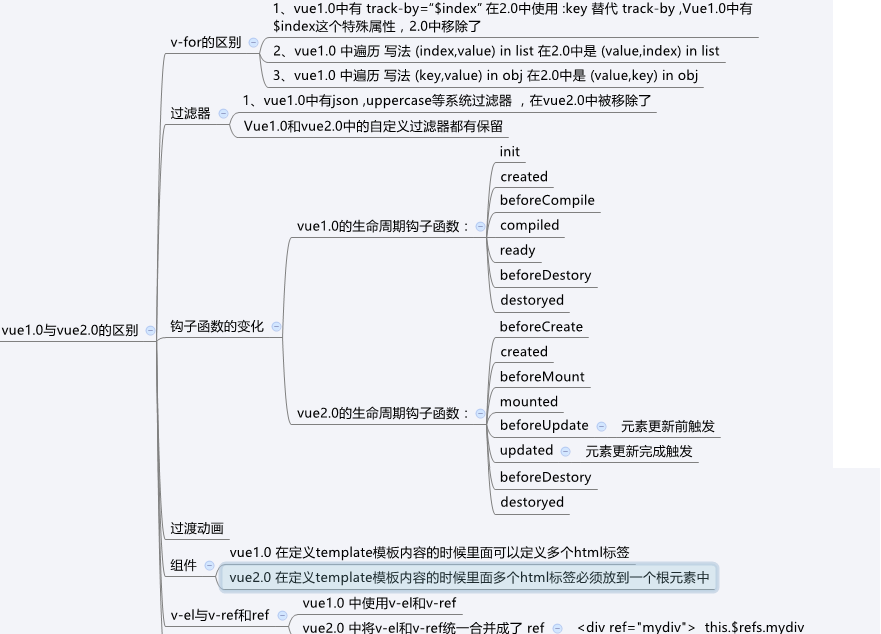 1、vue1.0中有 track-by=“$index” 在2.0中使用 :key 替代 track-by ,Vue1.0中有
$index这个特殊属性，2.0中移除了
v-for的区别
2、vue1.0 中遍历 写法 (index,value) in list 在2.0中是 (value,index) in list
3、vue1.0 中遍历 写法 (key,value) in obj 在2.0中是 (value,key) in obj
1、vue1.0中有json ,uppercase等系统过滤器 ，在vue2.0中被移除了
过滤器
Vue1.0和vue2.0中的自定义过滤器都有保留
init
created
beforeCompile
vue1.0的生命周期钩子函数：
compiled
ready
beforeDestory
destoryed
vue1.0与vue2.0的区别
钩子函数的变化
beforeCreate
created
beforeMount
mounted
vue2.0的生命周期钩子函数：
beforeUpdate 元素更新前触发
updated 元素更新完成触发
beforeDestory
destoryed
过渡动画
vue1.0 在定义template模板内容的时候里面可以定义多个html标签
组件
vue2.0 在定义template模板内容的时候里面多个html标签必须放到一个根元素中
vue1.0 中使用v-el和v-ref
v-el与v-ref和ref
vue2.0 中将v-el和v-ref统一合并成了 ref <div ref="mydiv"> this.$refs.mydiv